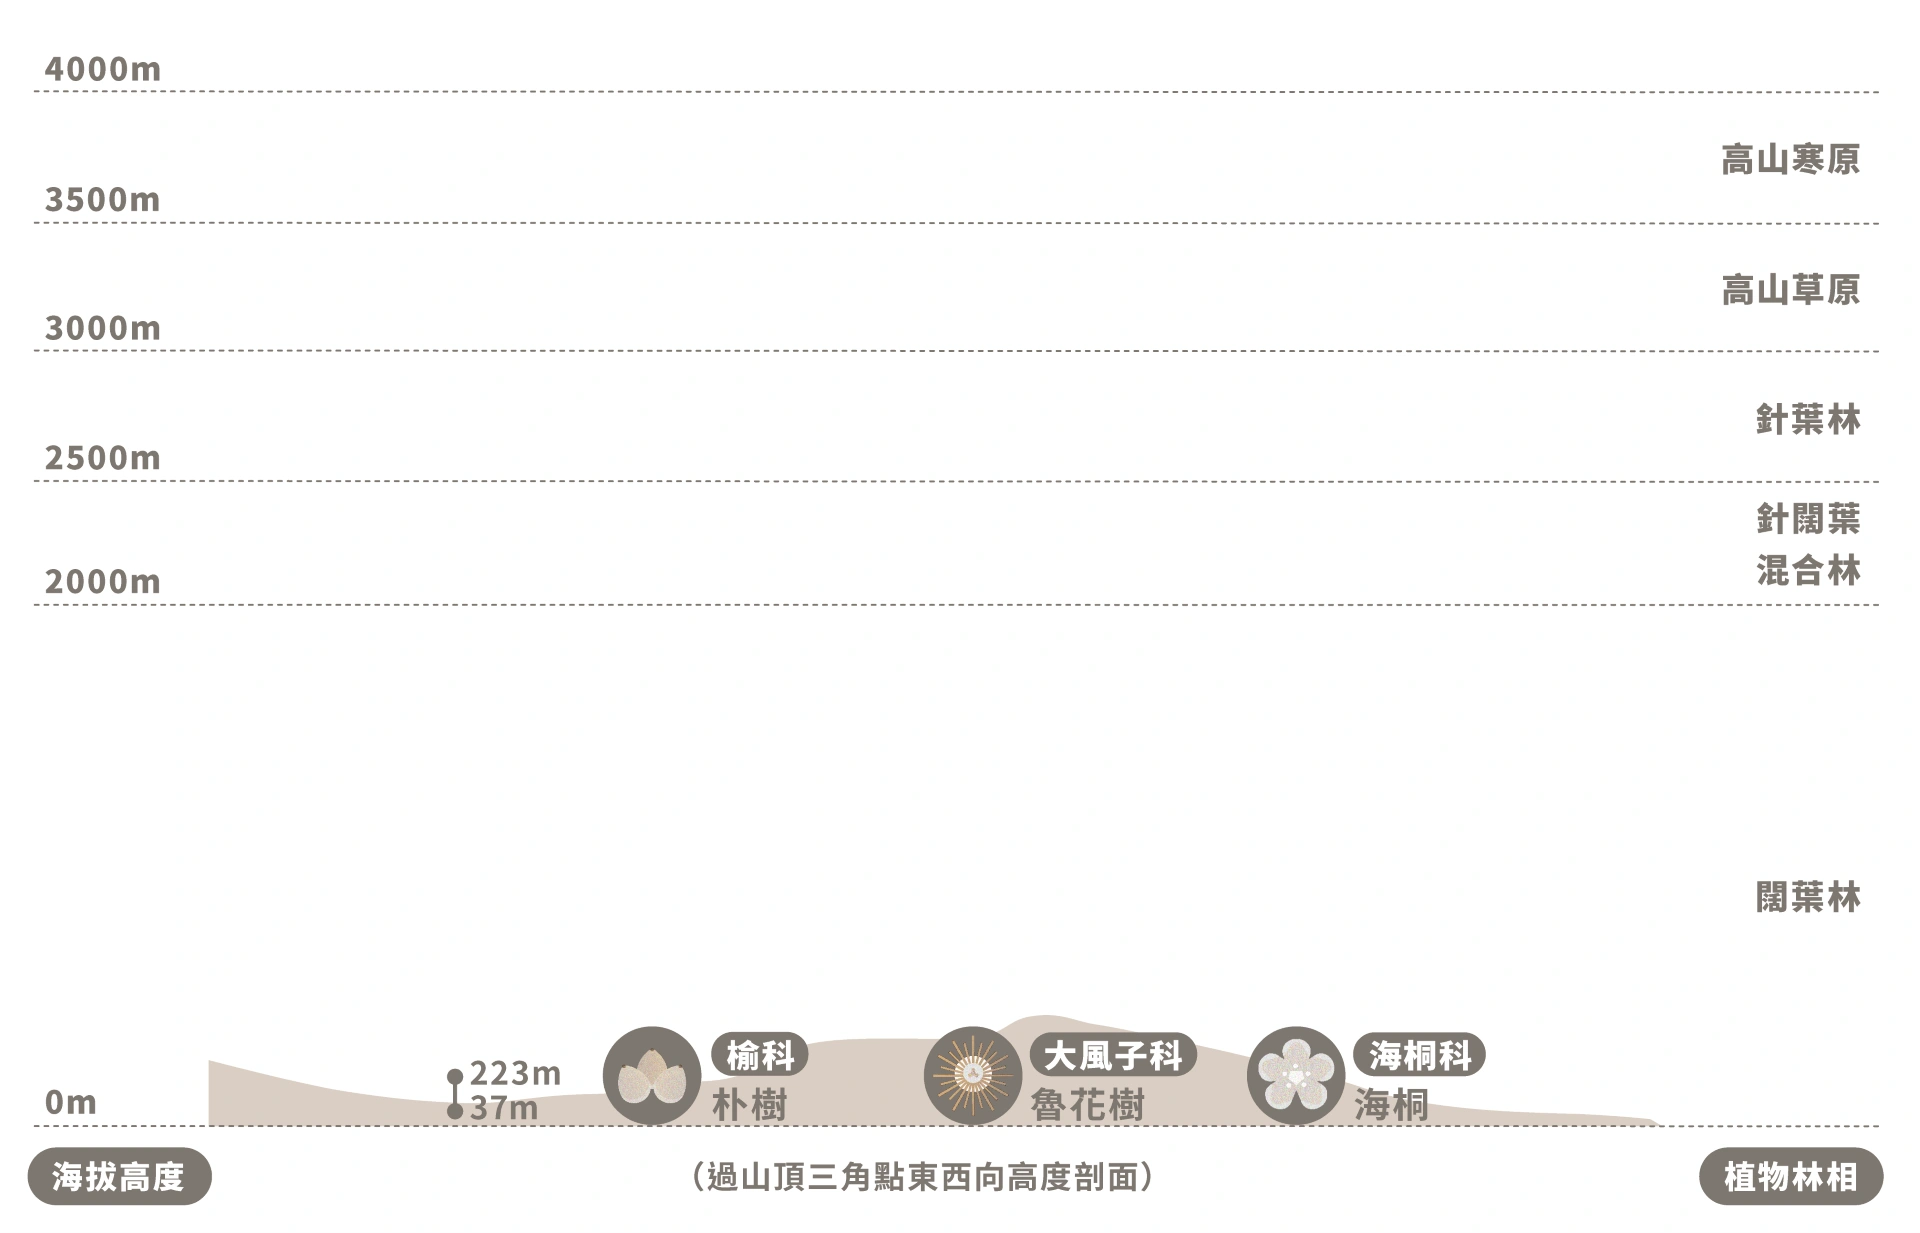 4000m
高山寒原
3500m
高山草原
3000m
針葉林
2500m
針闊葉
混合林
2000m
闊葉林
榆科
大風子科
海桐科
223m
37m
朴樹
魯花樹
海桐
0m
海拔高度
（過山頂三角點東西向高度剖面）
植物林相